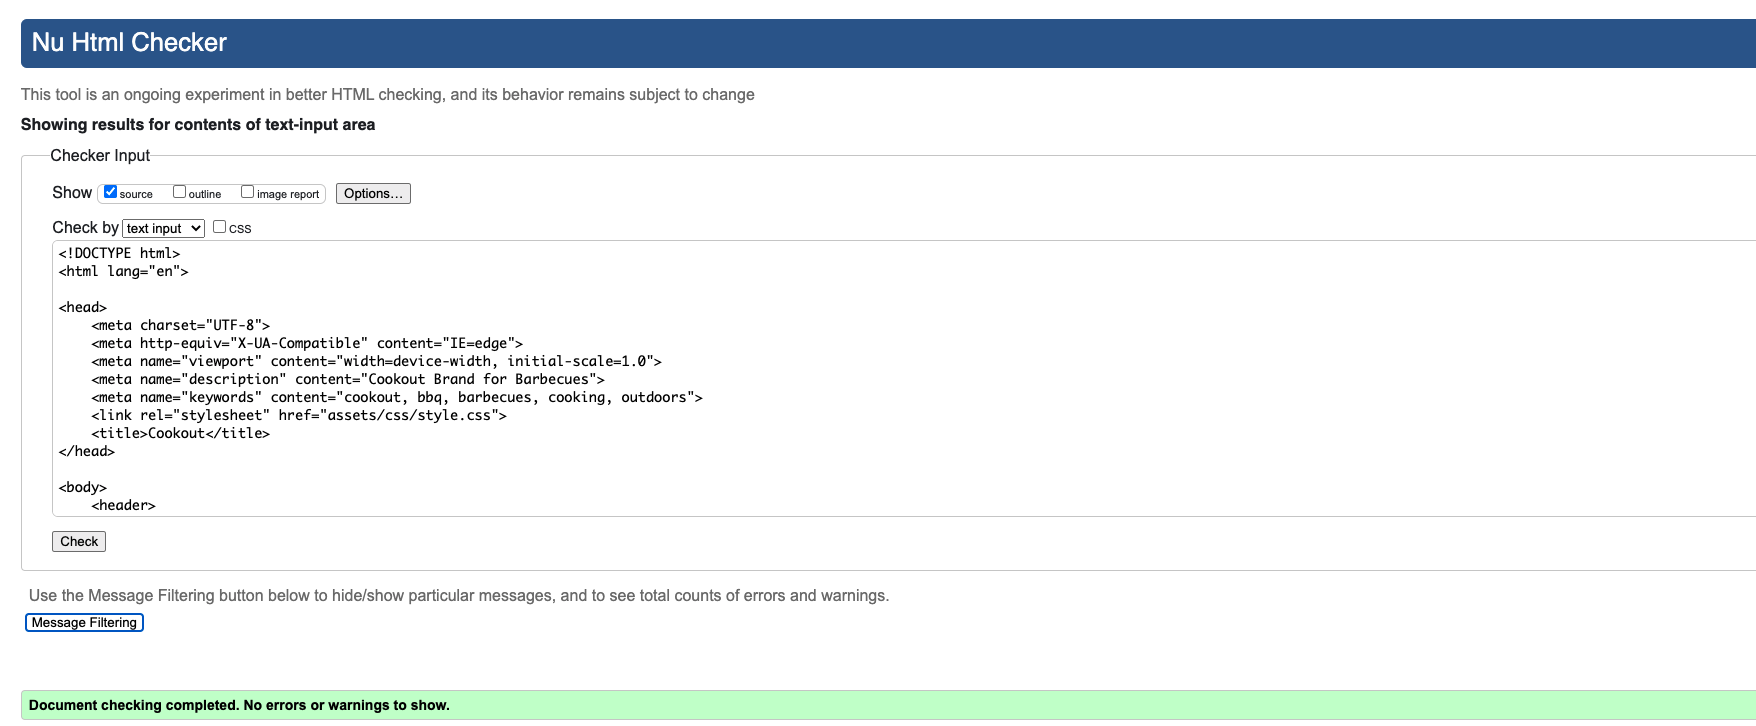 Nu Html Checker
This tool is an ongoing experiment in better HTML checking, and its behavior remains subject to change
Showing results for contents of text-input area
Checker Input
Show source outline image report Options...
Check by text input CSS
<!DOCTYPE html>
<html lang="en">
<head>
    <meta charset="UTF-8">
    <meta http-equiv="X-UA-Compatible" content="IE=edge">
    <meta name="viewport" content="width=device-width, initial-scale=1.0">
    <meta name="description" content="Cookout Brand for Barbecues">
    <meta name="keywords" content="cookout, bbq, barbecues, cooking, outdoors">
    <link rel="stylesheet" href="assets/css/style.css">
    <title>Cookout</title>
</head>
<body>
    <header>
Check
Use the Message Filtering button below to hide/show particular messages, and to see total counts of errors and warnings.
Message Filtering
Document checking completed. No errors or warnings to show.